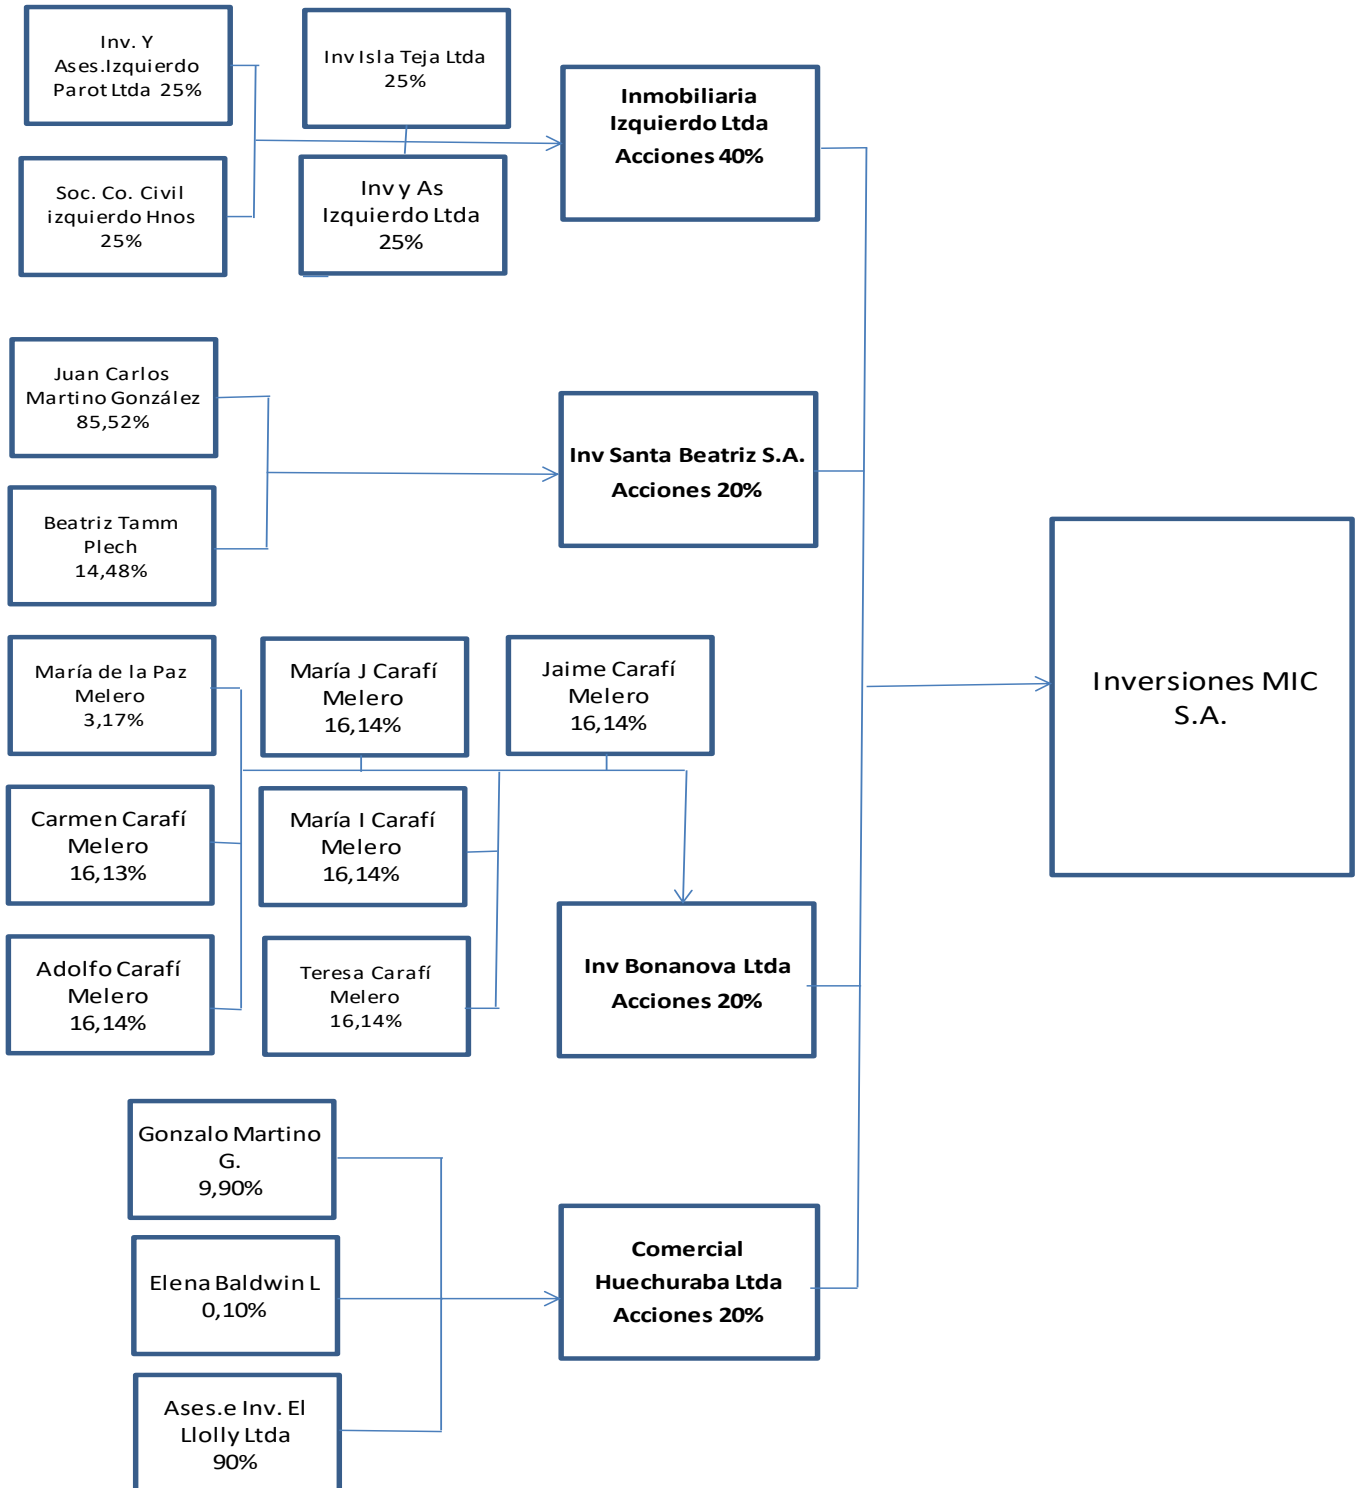 Inv. Y
Ases.Izquierdo
Parot Ltda 25%
Inv Isla Teja Ltda
25%
Inmobiliaria
Izquierdo Ltda
Acciones 40%
Soc. Co. Civil
izquierdo Hnos
25%
Inv y As
Izquierdo Ltda
25%
Juan Carlos
Martino González
85,52%
Inv Santa Beatriz S.A.
Acciones 20%
Beatriz Tamm
Plech
14,48%
Inversiones MIC
S.A.
María de la Paz
Melero
3,17%
María J Carafí
Melero
16,14%
Jaime Carafí
Melero
16,14%
Carmen Carafí
Melero
16,13%
María I Carafí
Melero
16,14%
Adolfo Carafí
Melero
16,14%
Teresa Carafí
Melero
16,14%
Inv Bonanova Ltda
Acciones 20%
Gonzalo Martino
G.
9,90%
Elena Baldwin L
0,10%
Comercial
Huechuraba Ltda
Acciones 20%
Ases.e Inv. El
Llolly Ltda
90%